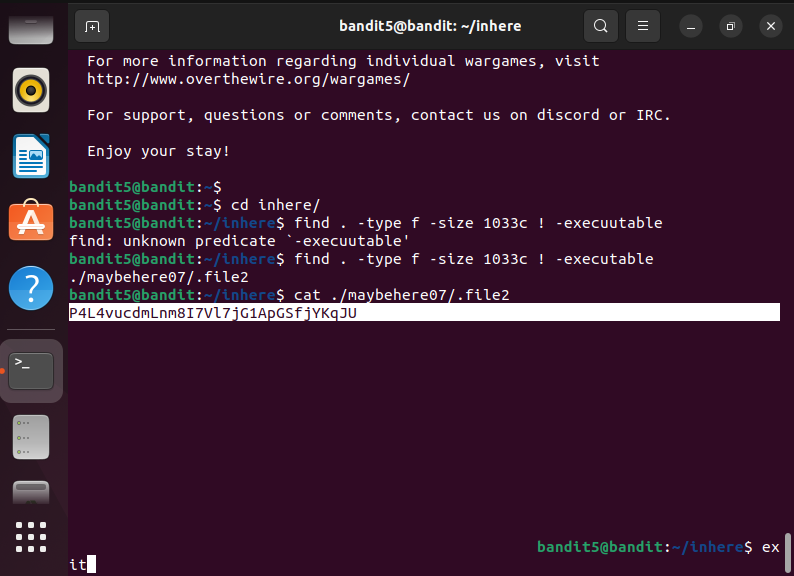 bandit5@bandit: ~/inhere
For more information regarding individual wargames, visit
http://www.overthewire.org/wargames/
For support, questions or comments, contact us on discord or IRC.
Enjoy your stay!
bandit5@bandit:~$
bandit5@bandit:~$ cd inhere/
bandit5@bandit:~/inhere$ find . -type f -size 1033c ! -execuutable
find: unknown predicate `-execuutable'
bandit5@bandit:~/inhere$ find . -type f -size 1033c ! -executable
./maybehere07/.file2
bandit5@bandit:~/inhere$ cat ./maybehere07/.file2
P4L4vucdmLnm8I7Vl7jG1ApGSfjYKqJU
bandit5@bandit:~/inhere$ ex
it